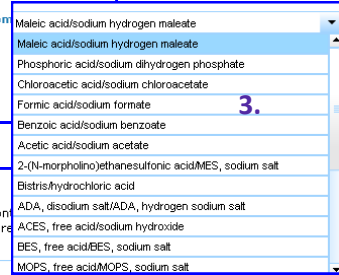 Maleic acid/sodium hydrogen maleate
Maleic acid/sodium hydrogen maleate
Phosphoric acid/sodium dihydrogen phosphate
Chloroacetic acid/sodium chloroacetate
Formic acid/sodium formate
3.
Benzoic acid/sodium benzoate
Acetic acid/sodium acetate
2-(N-morpholino)ethanesulfonic acid/MES, sodium salt
Bistris/hydrochloric acid
ADA, disodium salt/ADA, hydrogen sodium salt
ACES, free acid/sodium hydroxide
BES, free acid/BES, sodium salt
MOPS, free acid/MOPS, sodium salt